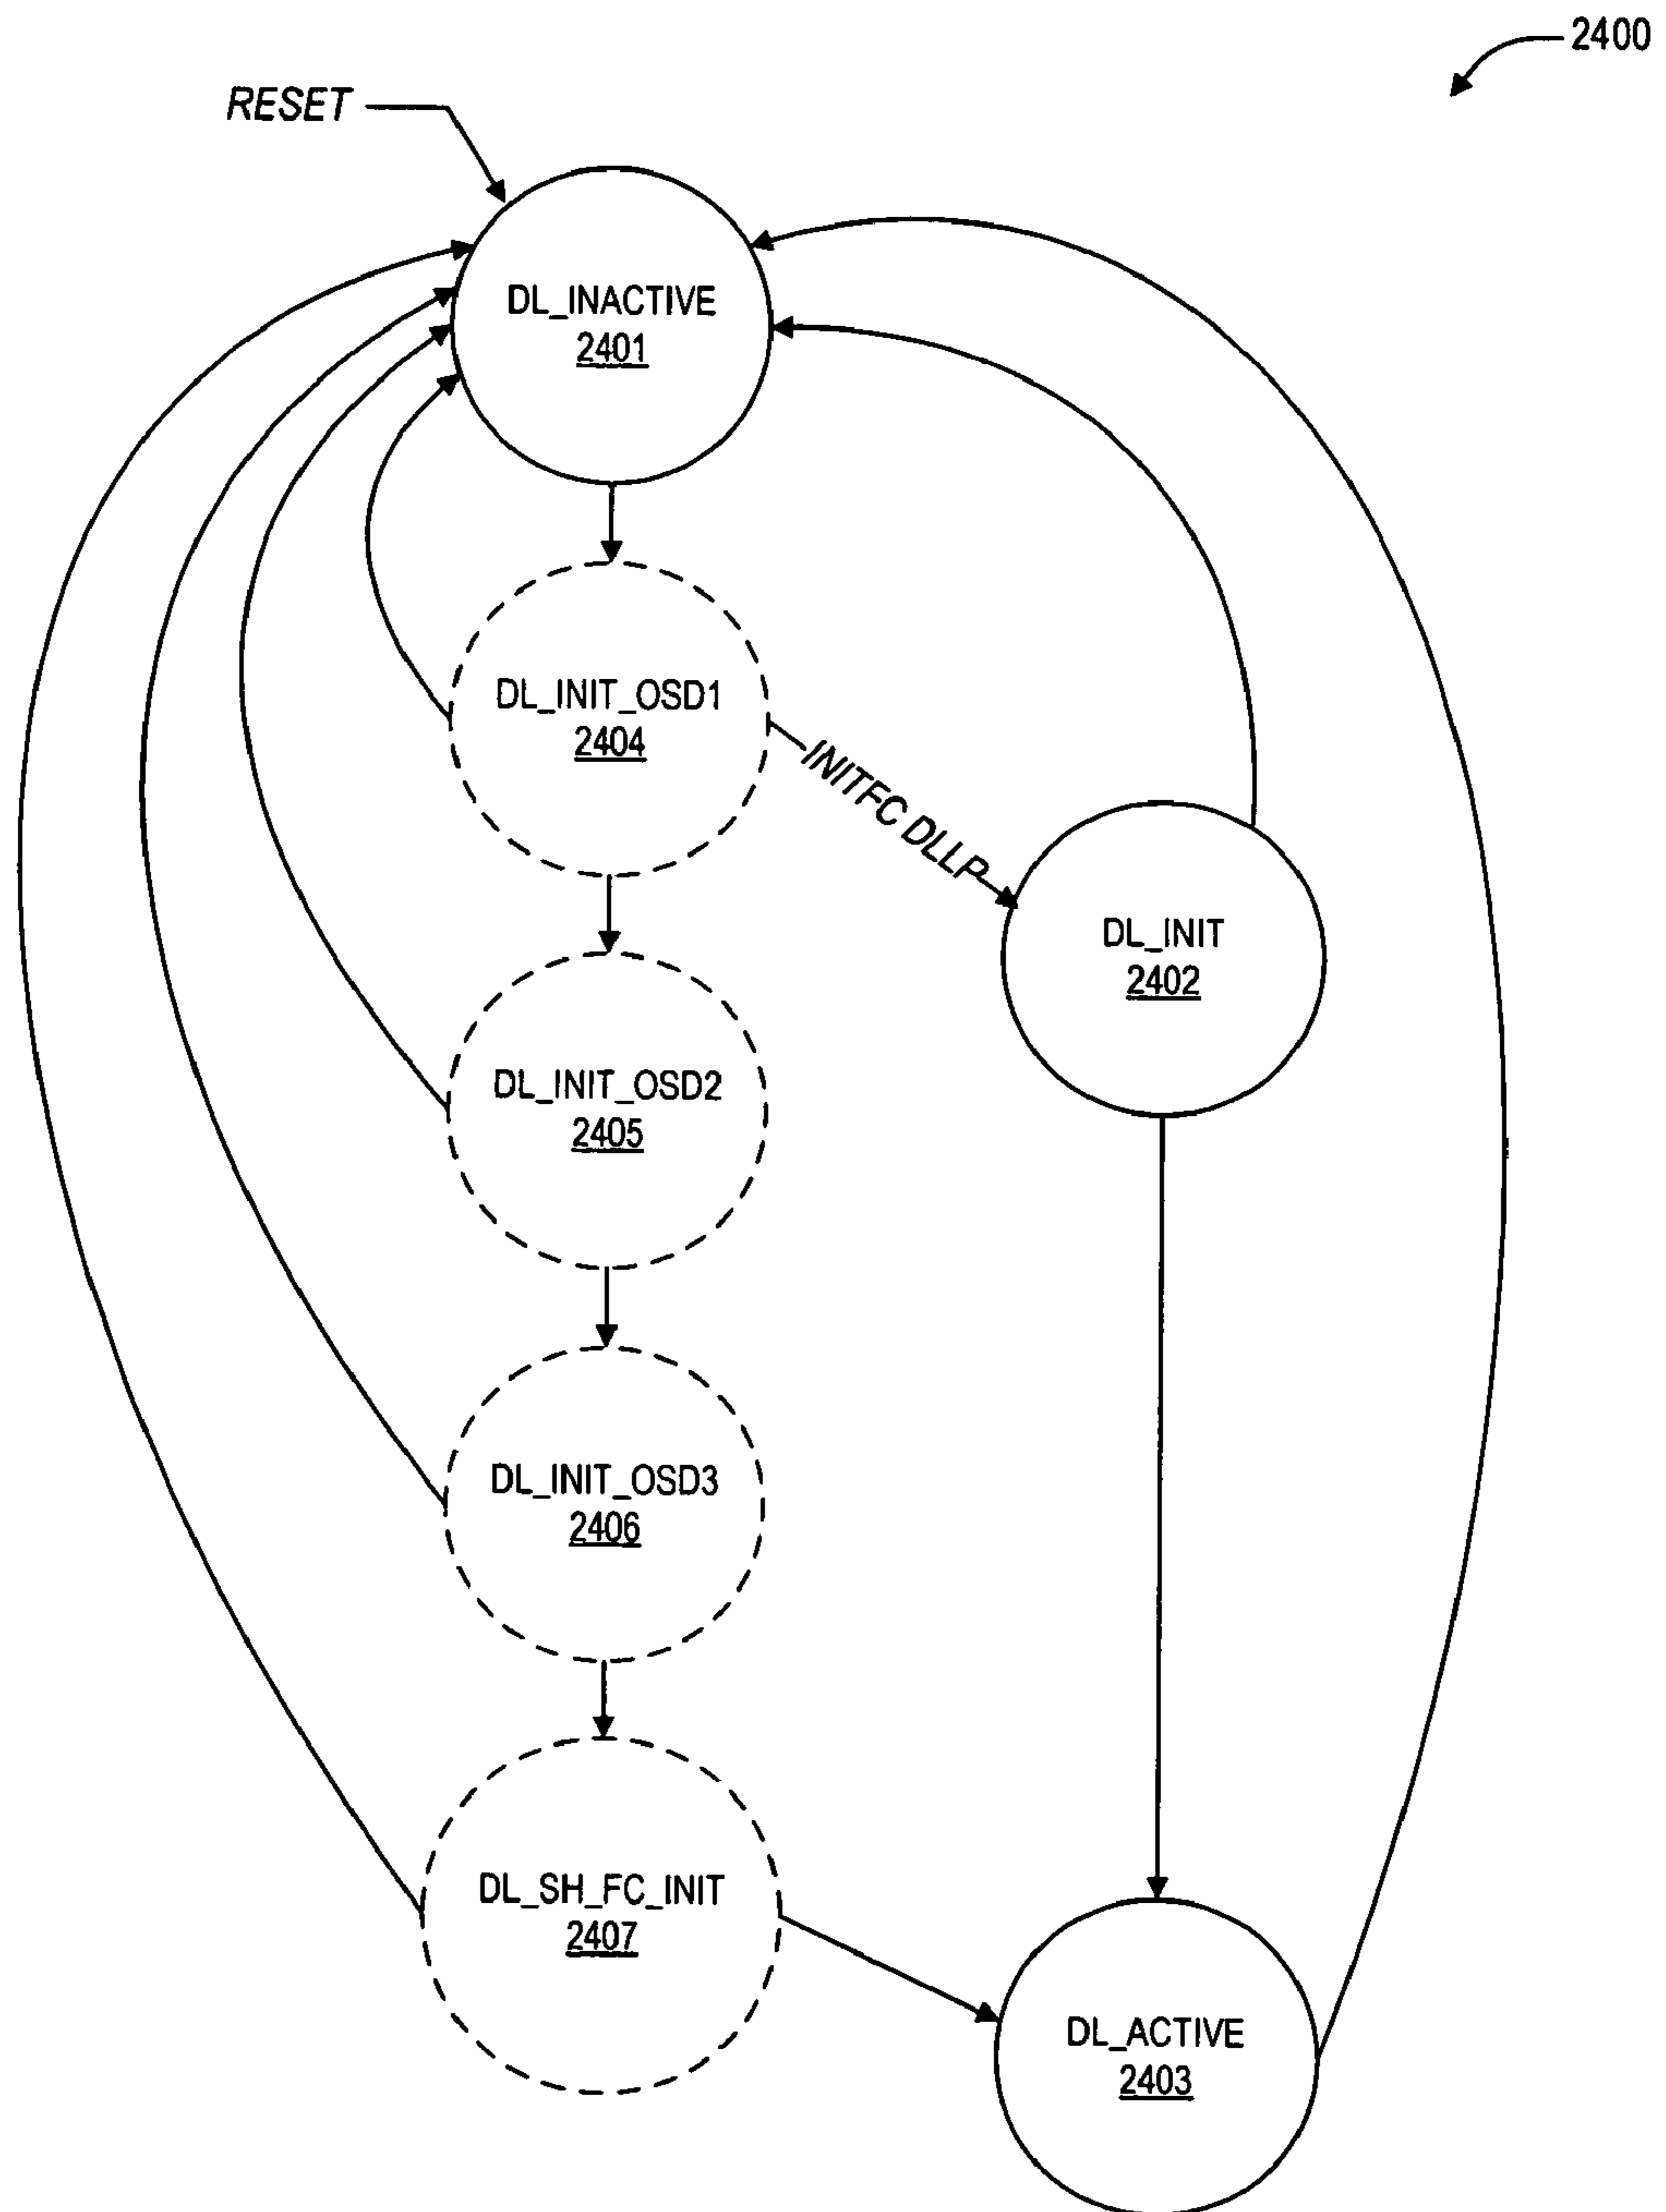 2400
RESET
DL_INACTIVE
2401
DL_INIT_OSD1
2404
INITFC DLLP
DL_INIT
2402
DL_INIT_OSD2
2405
DL_INIT_OSD3
2406
DL_SH_FC_INIT
2407
DL_ACTIVE
2403